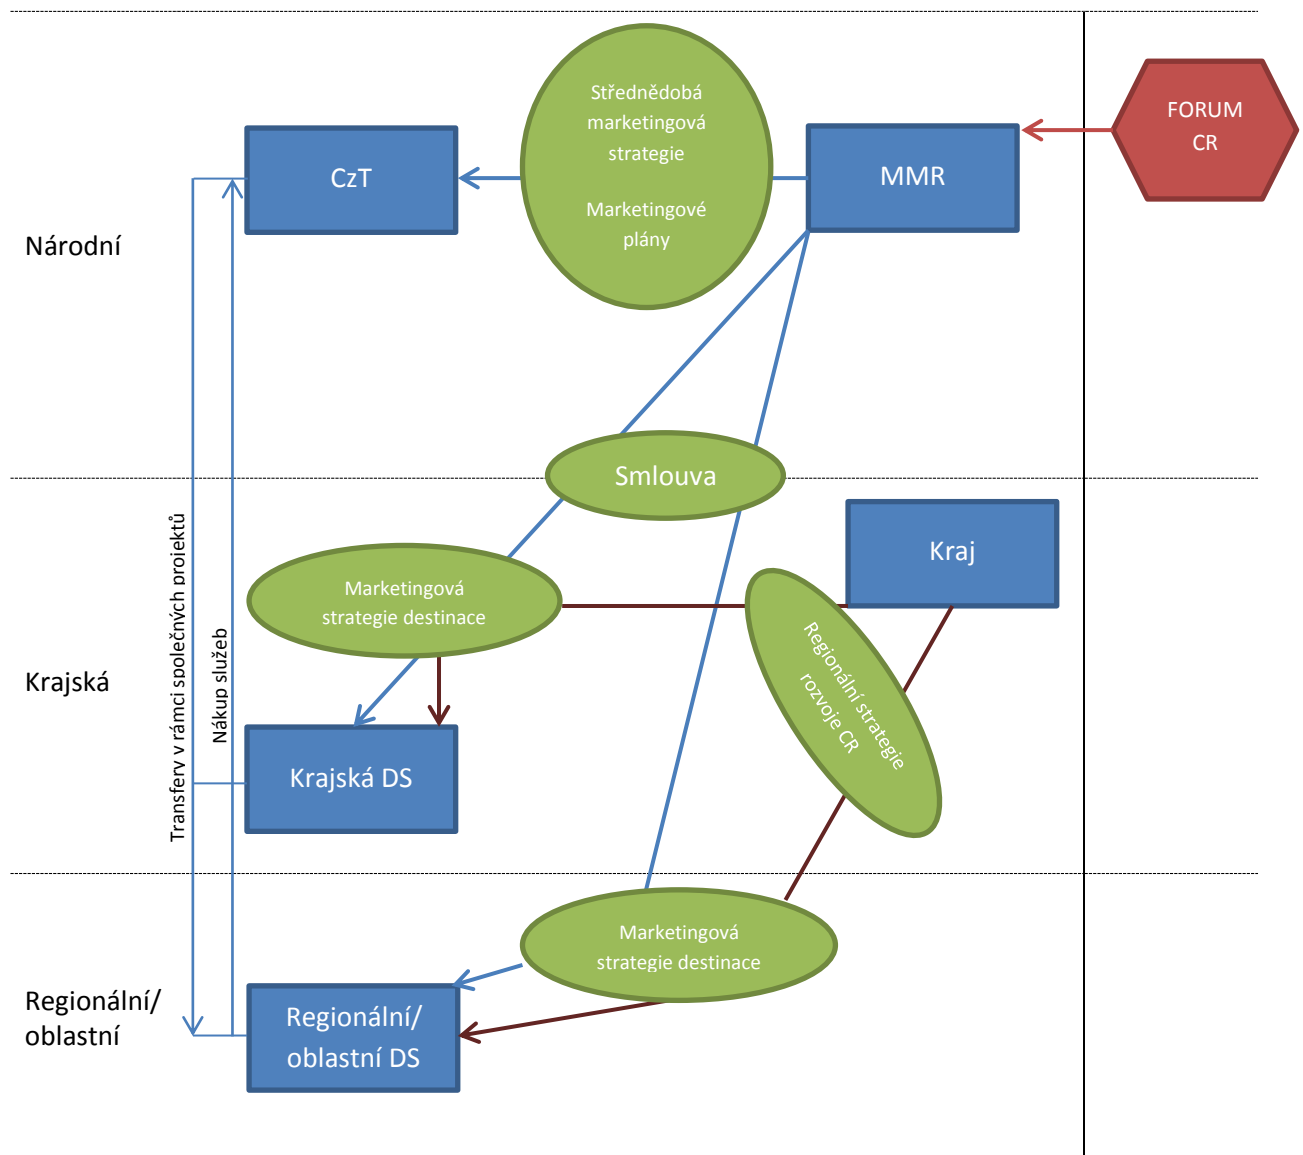 Střednědobá
marketingová
strategie
Marketingové
plány
CzT
MMR
FORUM
CR
Národní
Smlouva
Kraj
Marketingová
strategie destinace
Regionální strategie
rozvoje CR
Transfery v rámci společných projektů
Nákup služeb
Krajská
Krajská DS
Marketingová
strategie destinace
Regionální/
oblastní
Regionální/
oblastní DS